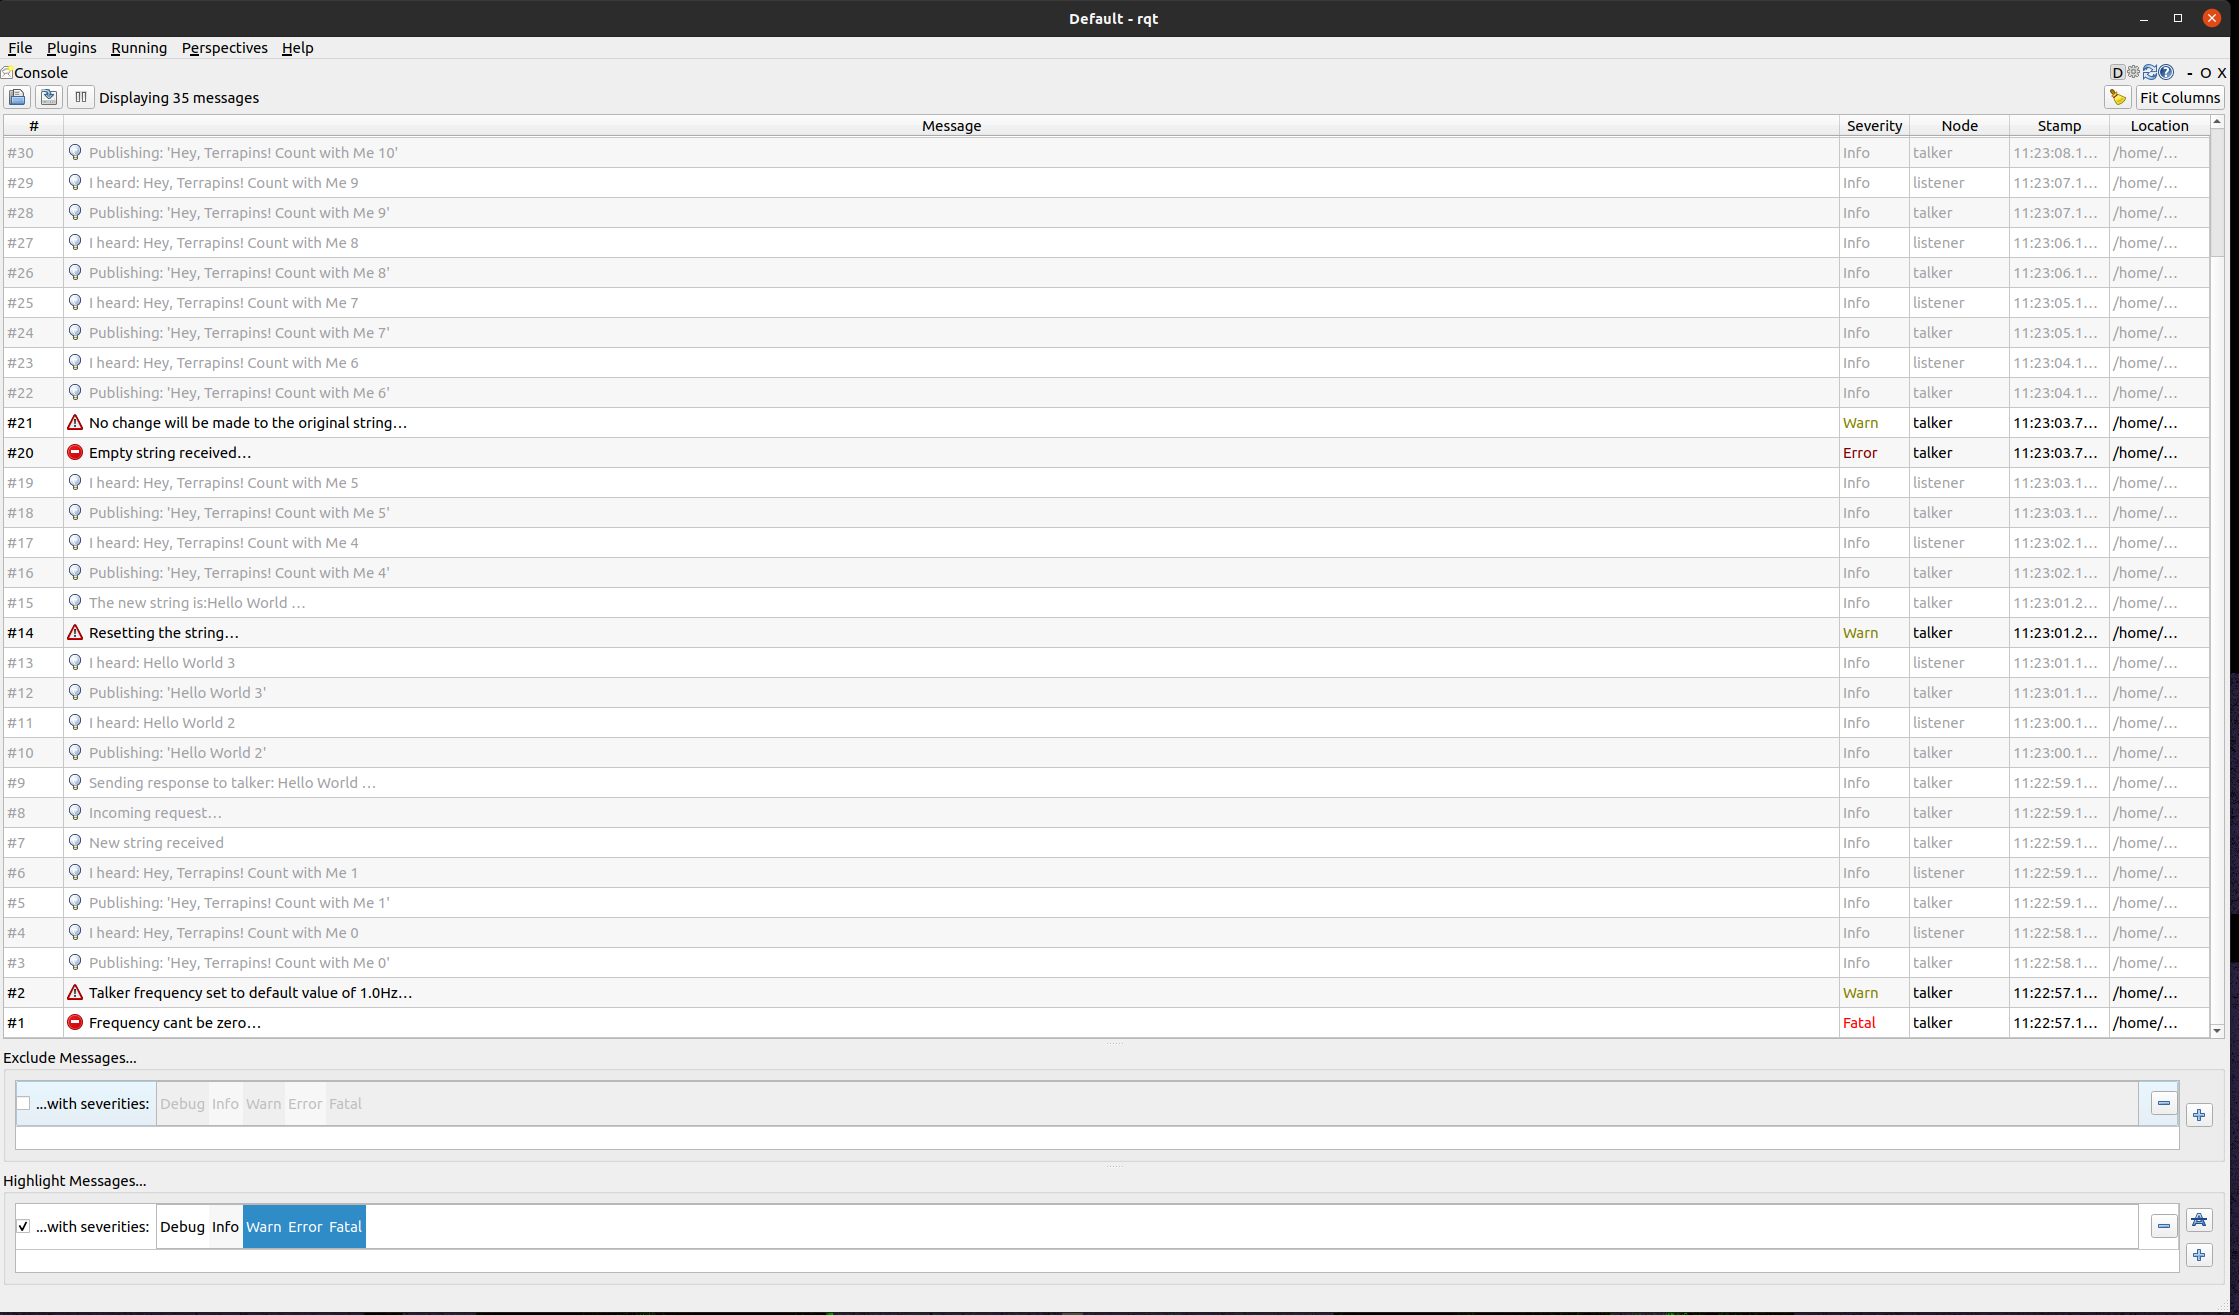 Default - rqt
File Plugins Running Perspectives Help
Console D - O X
Displaying 35 messages Fit Columns
# Message Severity Node Stamp Location
#30 Publishing: 'Hey, Terrapins! Count with Me 10' Info talker 11:23:08.1... /home/...
#29 I heard: Hey, Terrapins! Count with Me 9 Info listener 11:23:07.1... /home/...
#28 Publishing: 'Hey, Terrapins! Count with Me 9' Info talker 11:23:07.1... /home/...
#27 I heard: Hey, Terrapins! Count with Me 8 Info listener 11:23:06.1... /home/...
#26 Publishing: 'Hey, Terrapins! Count with Me 8' Info talker 11:23:06.1... /home/...
#25 I heard: Hey, Terrapins! Count with Me 7 Info listener 11:23:05.1... /home/...
#24 Publishing: 'Hey, Terrapins! Count with Me 7' Info talker 11:23:05.1... /home/...
#23 I heard: Hey, Terrapins! Count with Me 6 Info listener 11:23:04.1... /home/...
#22 Publishing: 'Hey, Terrapins! Count with Me 6' Info talker 11:23:04.1... /home/...
#21 No change will be made to the original string... Warn talker 11:23:03.7... /home/...
#20 Empty string received... Error talker 11:23:03.7... /home/...
#19 I heard: Hey, Terrapins! Count with Me 5 Info listener 11:23:03.1... /home/...
#18 Publishing: 'Hey, Terrapins! Count with Me 5' Info talker 11:23:03.1... /home/...
#17 I heard: Hey, Terrapins! Count with Me 4 Info listener 11:23:02.1... /home/...
#16 Publishing: 'Hey, Terrapins! Count with Me 4' Info talker 11:23:02.1... /home/...
#15 The new string is:Hello World ... Info talker 11:23:01.2... /home/...
#14 Resetting the string... Warn talker 11:23:01.2... /home/...
#13 I heard: Hello World 3 Info listener 11:23:01.1... /home/...
#12 Publishing: 'Hello World 3' Info talker 11:23:01.1... /home/...
#11 I heard: Hello World 2 Info listener 11:23:00.1... /home/...
#10 Publishing: 'Hello World 2' Info talker 11:23:00.1... /home/...
#9 Sending response to talker: Hello World ... Info talker 11:22:59.1... /home/...
#8 Incoming request... Info talker 11:22:59.1... /home/...
#7 New string received Info talker 11:22:59.1... /home/...
#6 I heard: Hey, Terrapins! Count with Me 1 Info listener 11:22:59.1... /home/...
#5 Publishing: 'Hey, Terrapins! Count with Me 1' Info talker 11:22:59.1... /home/...
#4 I heard: Hey, Terrapins! Count with Me 0 Info listener 11:22:58.1... /home/...
#3 Publishing: 'Hey, Terrapins! Count with Me 0' Info talker 11:22:58.1... /home/...
#2 Talker frequency set to default value of 1.0Hz... Warn talker 11:22:57.1... /home/...
#1 Frequency cant be zero... Fatal talker 11:22:57.1... /home/...
Exclude Messages...
...with severities: Debug Info Warn Error Fatal
Highlight Messages...
...with severities: Debug Info Warn Error Fatal